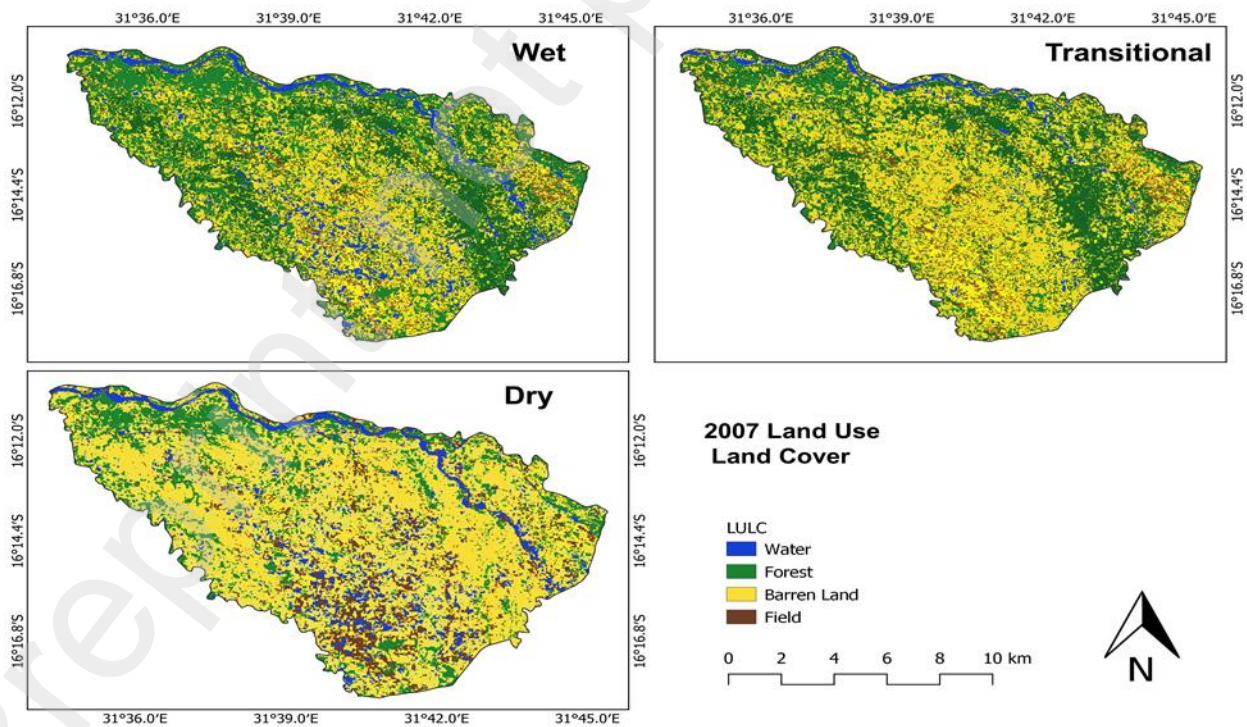 31°36.0′E 31°39.0′E 31°42.0′E 31°45.0′E
31°36.0′E 31°39.0′E 31°42.0′E 31°45.0′E
Wet
Transitional
16°12.0′S
16°14.4′S
16°16.8′S
16°12.0′S
16°14.4′S
16°16.8′S
Dry
16°12.0′S
16°14.4′S
16°16.8′S
16°12.0′S
16°14.4′S
16°16.8′S
31°36.0′E 31°39.0′E 31°42.0′E 31°45.0′E
2007 Land Use
Land Cover
LULC
Water
Forest
Barren Land
Field
0 2 4 6 8 10 km
N